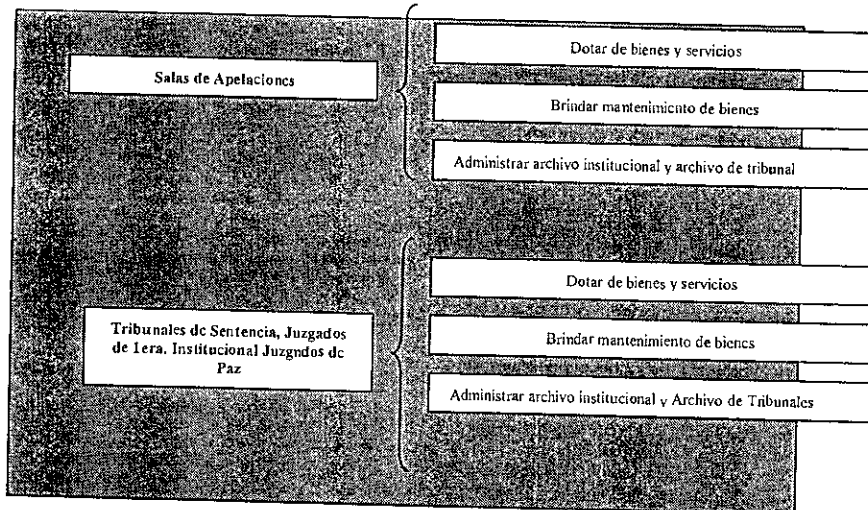 Salas de Apelaciones
Dotar de bienes y servicios
Brindar mantenimiento de bienes
Administrar archivo institucional y archivo de tribunal
Tribunales de Sentencia, Juzgados
de 1era. Institucional Juzgados de
Paz
Dotar de bienes y servicios
Brindar mantenimiento de bienes
Administrar archivo institucional y Archivo de Tribunales